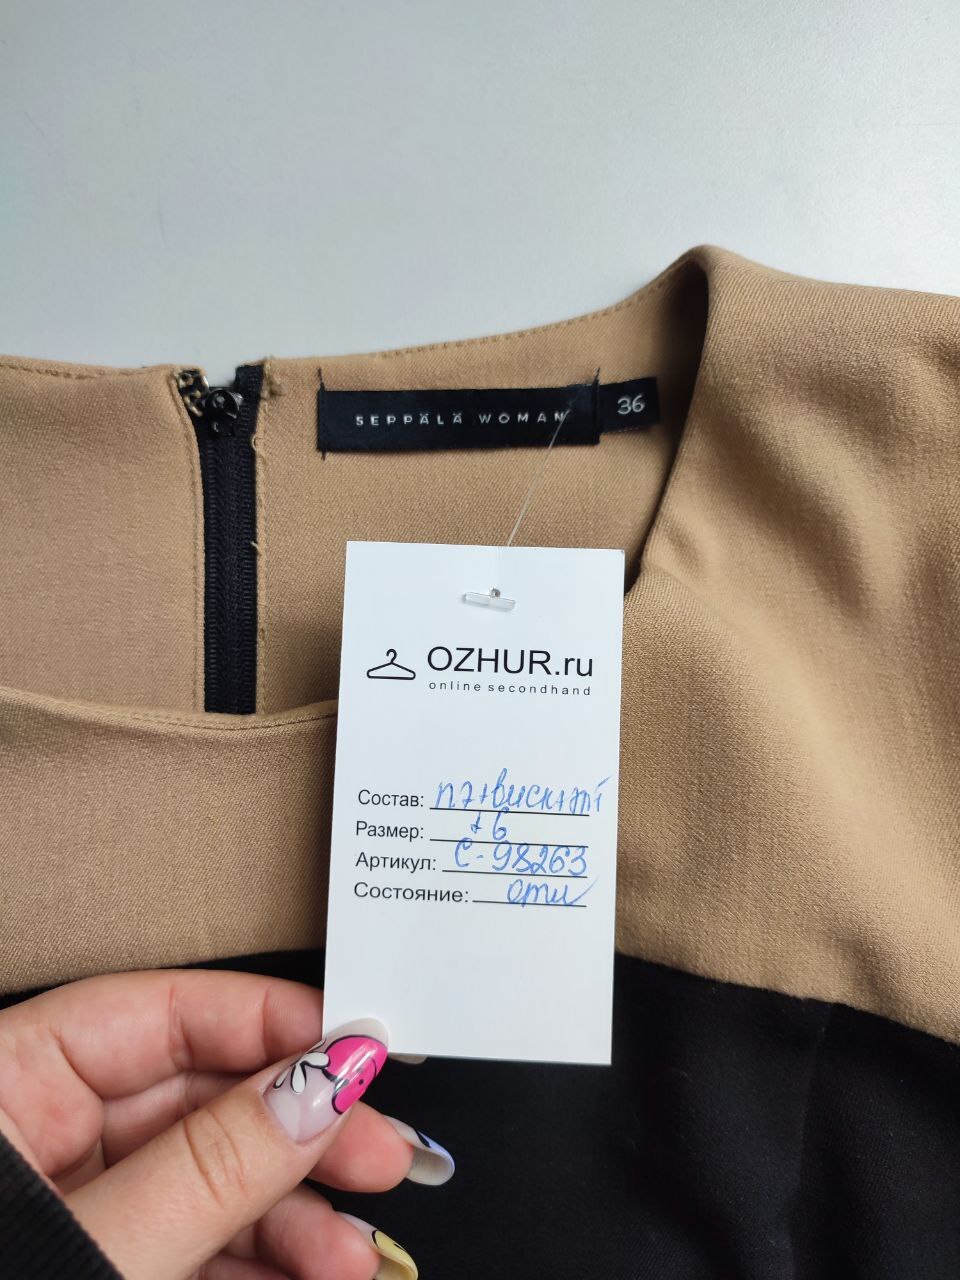 SEPPÄLÄ WOMAN
36
OZHUR.ru
online secondhand
Состав: пэ+виск+эл
Размер: 46
Артикул: С-98263
Состояние: отл